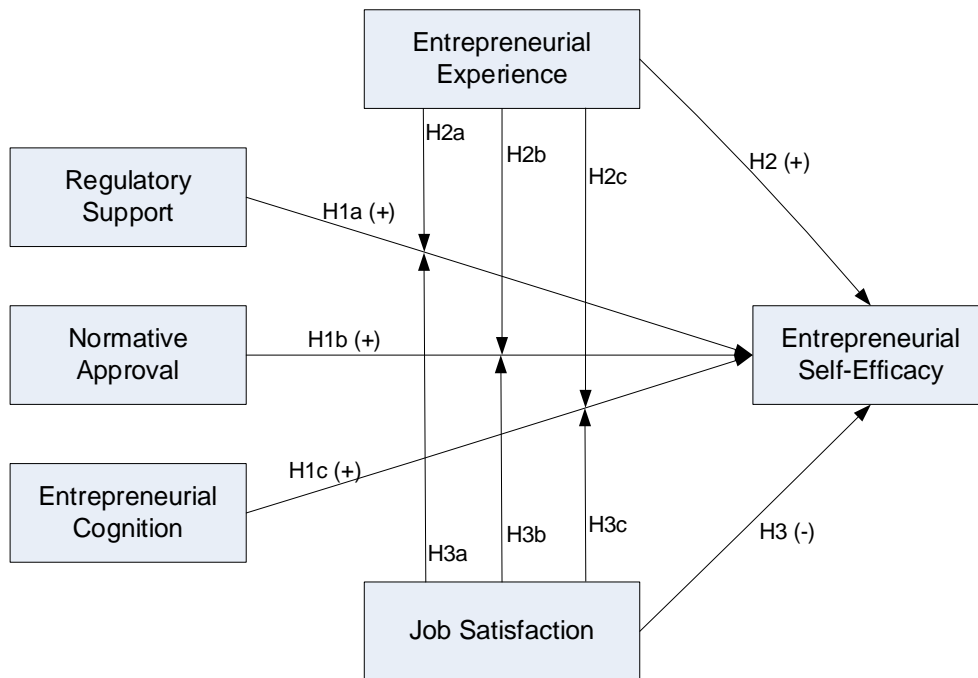 Entrepreneurial
Experience
H2a
H2b
H2c
H2 (+)
Regulatory
Support
H1a (+)
Normative
Approval
H1b (+)
Entrepreneurial
Self-Efficacy
Entrepreneurial
Cognition
H1c (+)
H3a
H3b
H3c
H3 (-)
Job Satisfaction